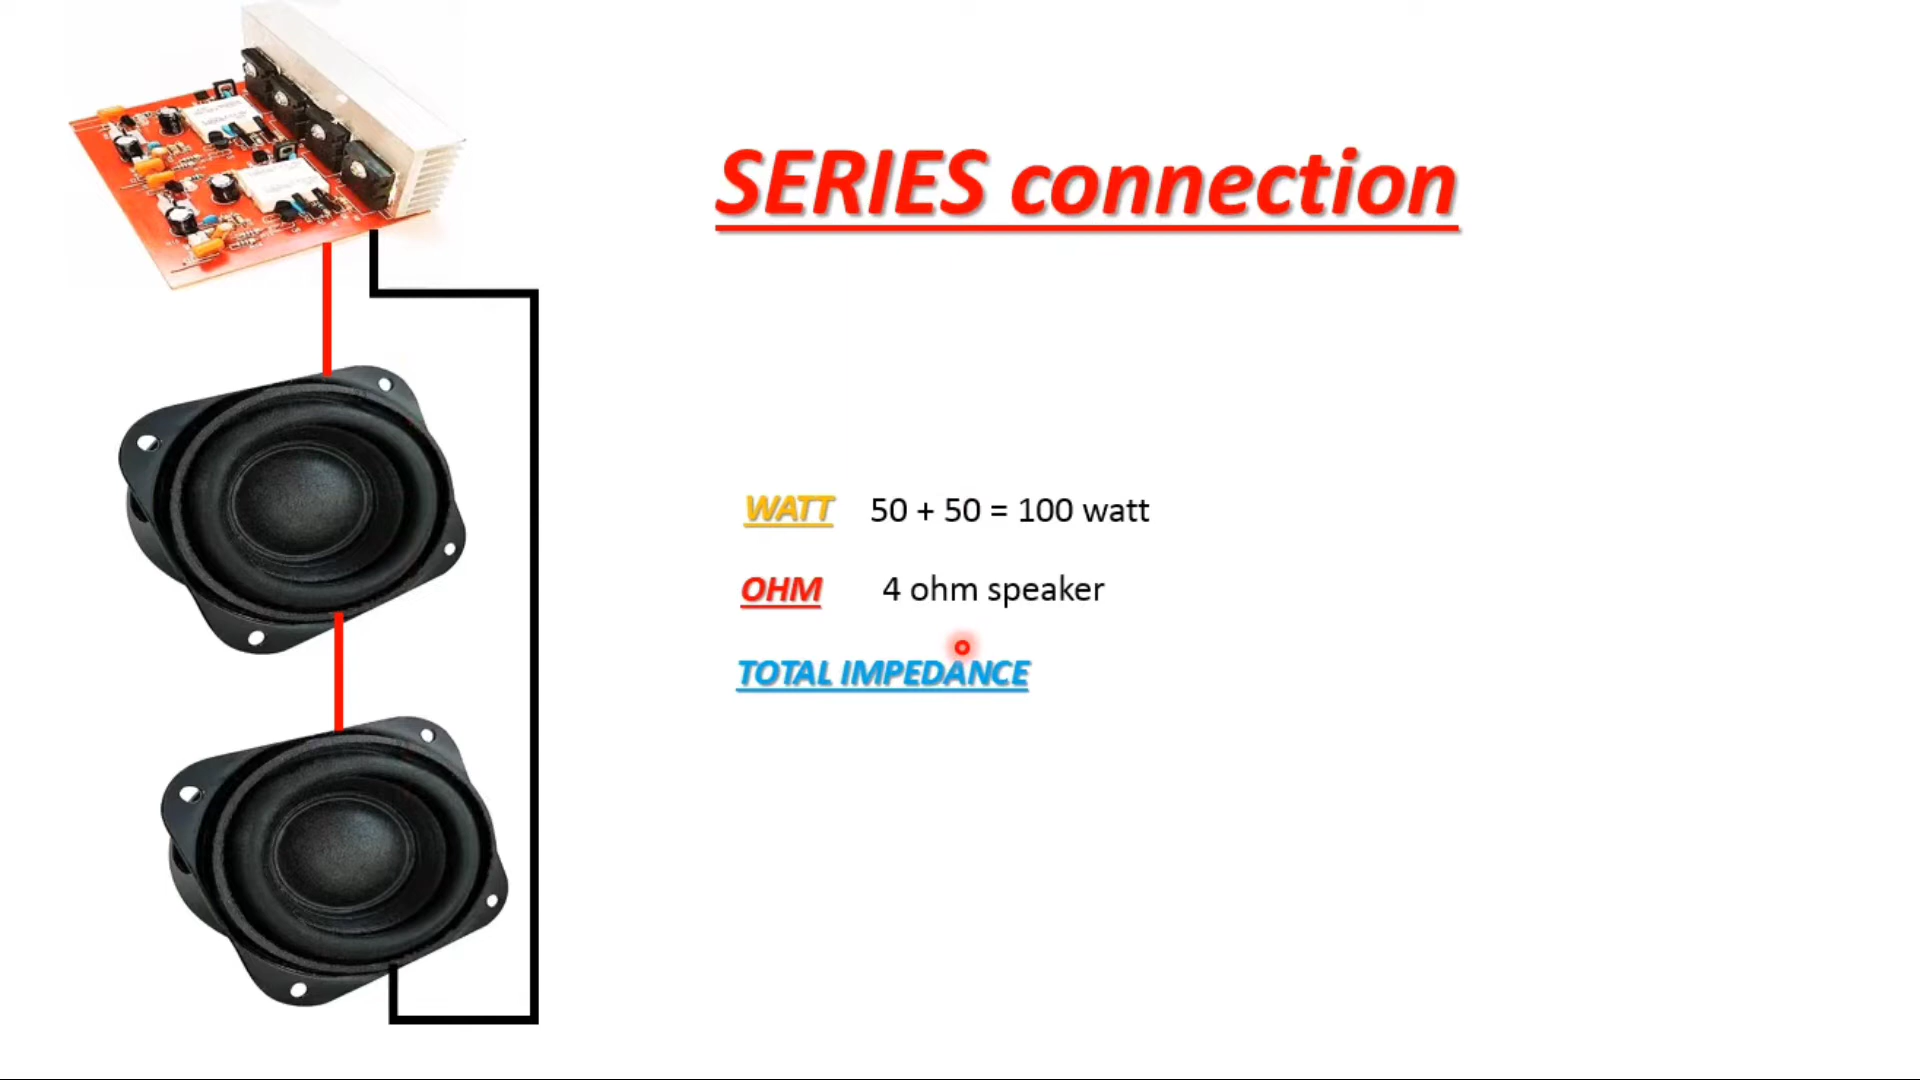 SERIES connection
WATT 50 + 50 = 100 watt
OHM 4 ohm speaker
TOTAL IMPEDANCE